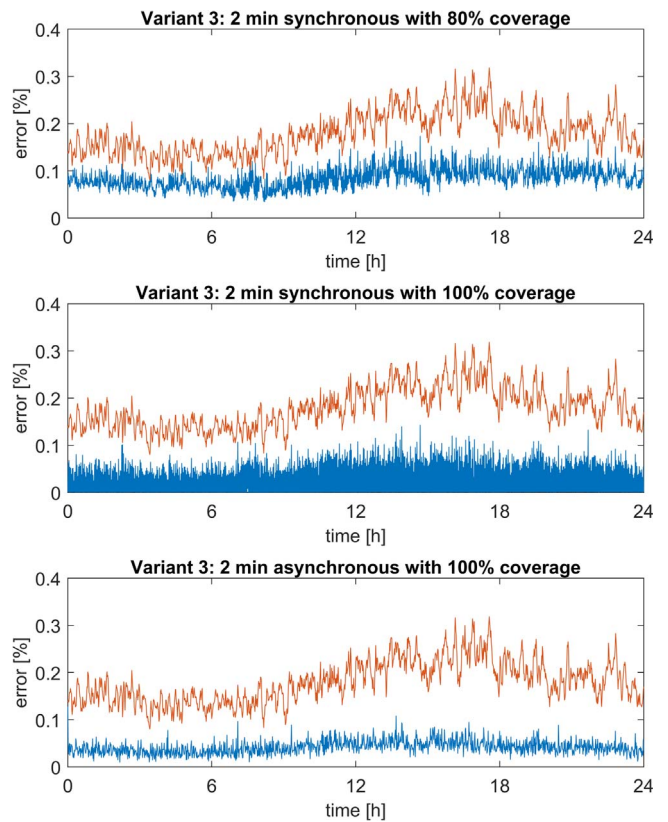 Variant 3: 2 min synchronous with 80% coverage
0.4
0.3
0.2
0.1
0
error [%]
0 6 12 18 24
time [h]
Variant 3: 2 min synchronous with 100% coverage
0.4
0.3
0.2
0.1
0
error [%]
0 6 12 18 24
time [h]
Variant 3: 2 min asynchronous with 100% coverage
0.4
0.3
0.2
0.1
0
error [%]
0 6 12 18 24
time [h]